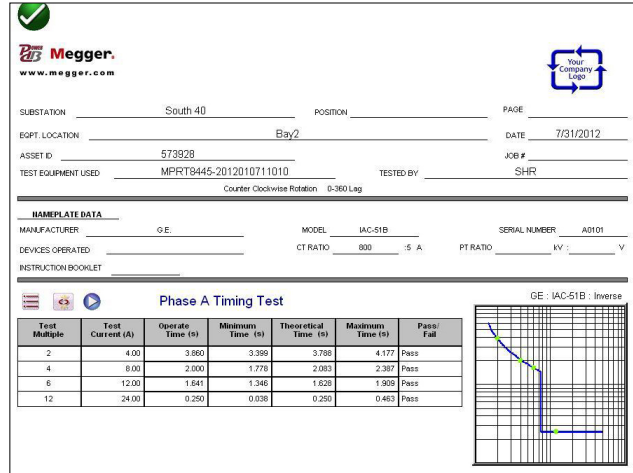 POWER DB Megger.
www.megger.com
Your
Company
Logo
SUBSTATION South 40 POSITION PAGE
EQPT. LOCATION Bay2 DATE 7/31/2012
ASSET ID 573928 JOB #
TEST EQUIPMENT USED MPRT8445-2012010711010 TESTED BY SHR
Counter Clockwise Rotation 0-360 Lag
NAMEPLATE DATA
MANUFACTURER G.E. MODEL IAC-51B SERIAL NUMBER A0101
DEVICES OPERATED CT RATIO 800 :5 A PT RATIO kV : V
INSTRUCTION BOOKLET
Phase A Timing Test
GE : IAC-51B : Inverse
Test Multiple Test Current (A) Operate Time (s) Minimum Time (s) Theoretical Time (s) Maximum Time (s) Pass/ Fail
2 4.00 3.860 3.399 3.788 4.177 Pass
4 8.00 2.000 1.778 2.083 2.387 Pass
6 12.00 1.641 1.346 1.628 1.909 Pass
12 24.00 0.250 0.038 0.250 0.463 Pass